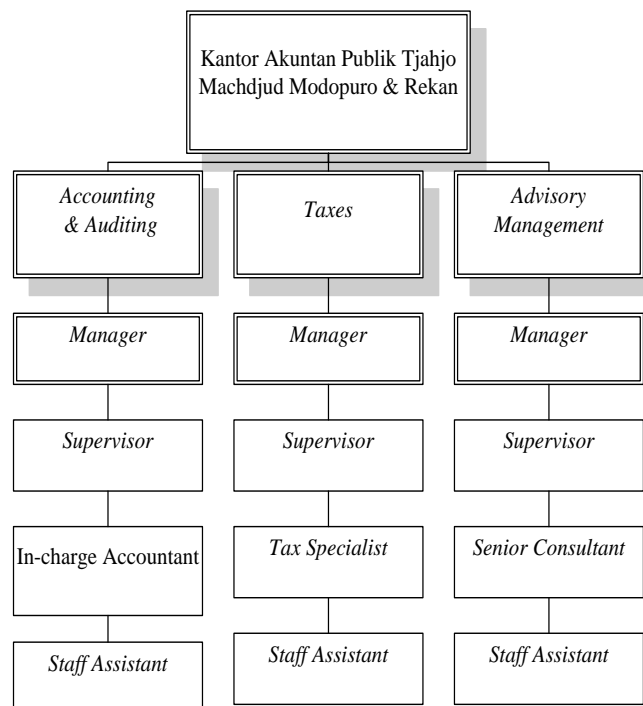 Kantor Akuntan Publik Tjahjo
Machdjud Modopuro & Rekan
Accounting
& Auditing
Taxes
Advisory
Management
Manager
Manager
Manager
Supervisor
Supervisor
Supervisor
In-charge Accountant
Tax Specialist
Senior Consultant
Staff Assistant
Staff Assistant
Staff Assistant